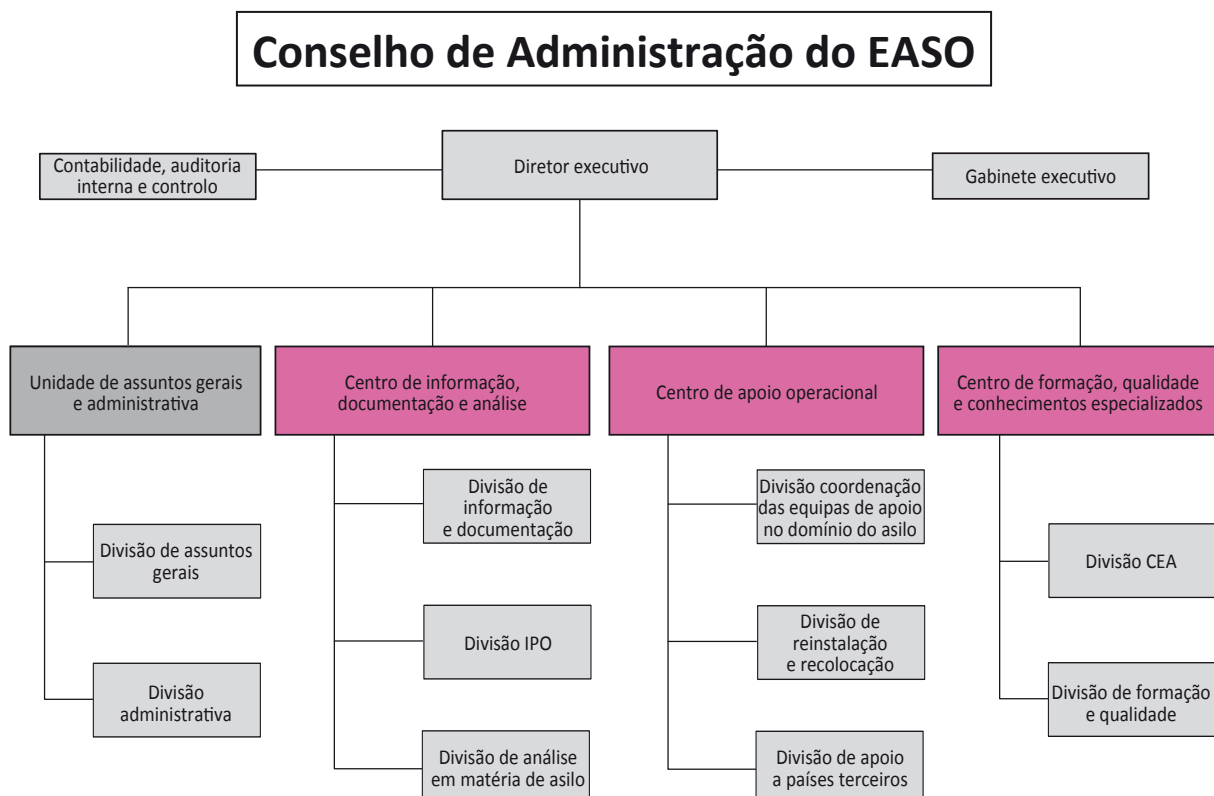 Conselho de Administração do EASO
Contabilidade, auditoria
interna e controlo
Diretor executivo
Gabinete executivo
Unidade de assuntos gerais
e administrativa
Centro de informação,
documentação e análise
Centro de apoio operacional
Centro de formação, qualidade
e conhecimentos especializados
Divisão de assuntos
gerais
Divisão
administrativa
Divisão de
informação
e documentação
Divisão IPO
Divisão de análise
em matéria de asilo
Divisão coordenação
das equipas de apoio
no domínio do asilo
Divisão de
reinstalação
e recolocação
Divisão de apoio
a países terceiros
Divisão CEA
Divisão de formação
e qualidade